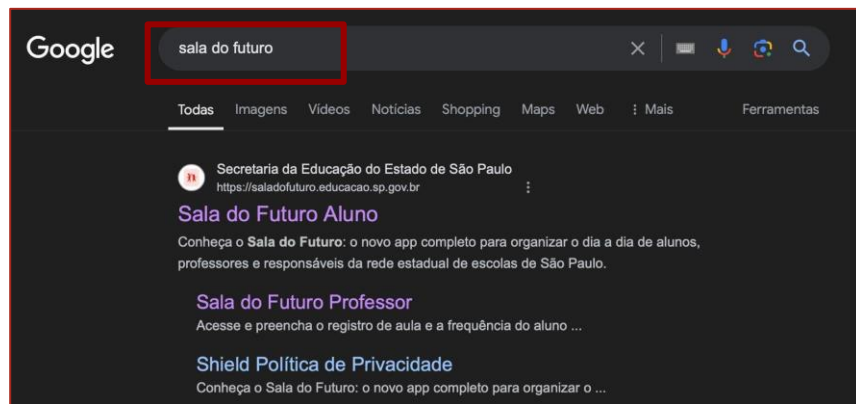 Google
sala do futuro
Todas Imagens Vídeos Notícias Shopping Maps Web ⋮ Mais Ferramentas
n
Secretaria da Educação do Estado de São Paulo
https://saladofuturo.educacao.sp.gov.br
Sala do Futuro Aluno
Conheça o Sala do Futuro: o novo app completo para organizar o dia a dia de alunos,
professores e responsáveis da rede estadual de escolas de São Paulo.
Sala do Futuro Professor
Acesse e preencha o registro de aula e a frequência do aluno ...
Shield Política de Privacidade
Conheça o Sala do Futuro: o novo app completo para organizar o ...